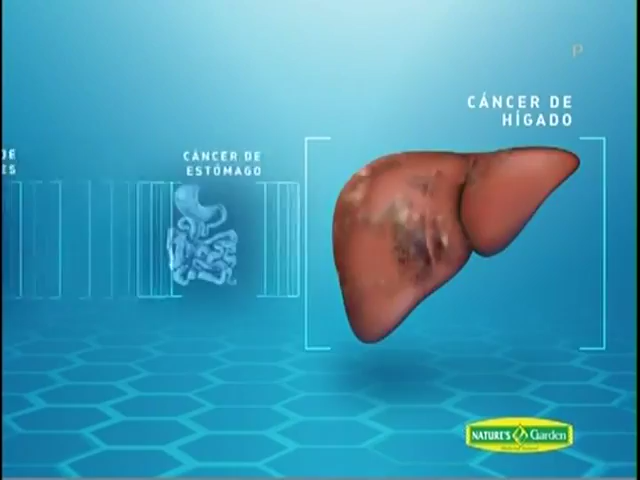 P
CÁNCER DE
HÍGADO
DE
ES
CÁNCER DE
ESTÓMAGO
NATURE'S Garden